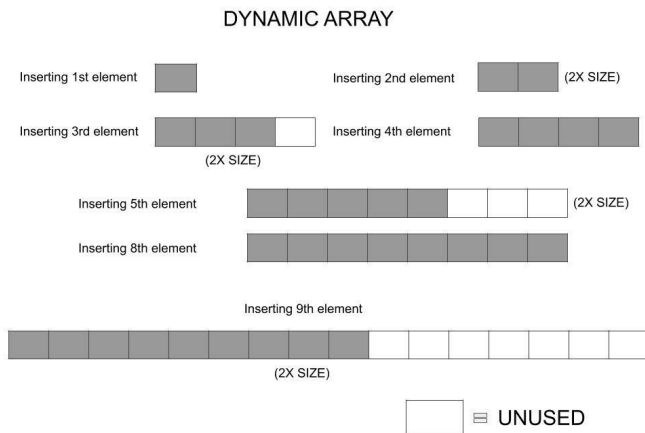 DYNAMIC ARRAY
Inserting 1st element
Inserting 2nd element
(2X SIZE)
Inserting 3rd element
(2X SIZE)
Inserting 4th element
Inserting 5th element
(2X SIZE)
Inserting 8th element
Inserting 9th element
(2X SIZE)
= UNUSED